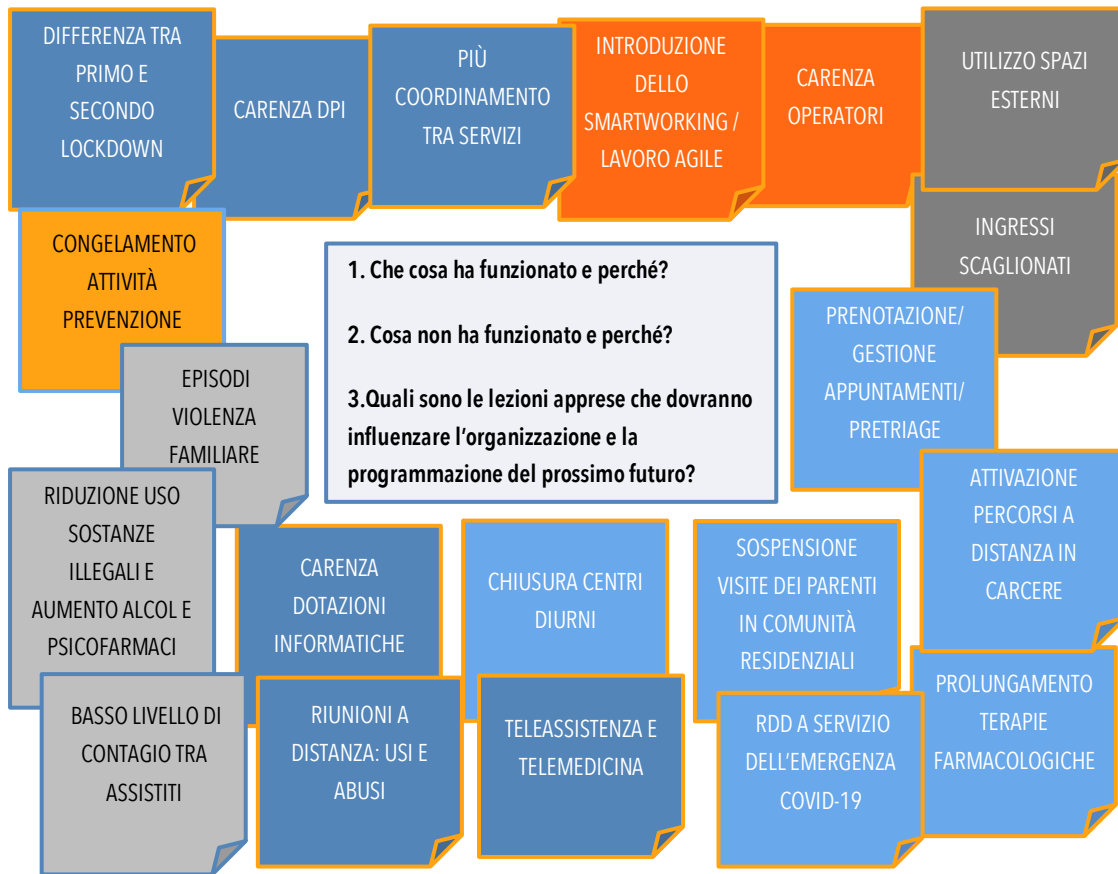 DIFFERENZA TRA
PRIMO E
SECONDO
LOCKDOWN
CARENZA DPI
PIÙ
COORDINAMENTO
TRA SERVIZI
INTRODUZIONE
DELLO
SMARTWORKING /
LAVORO AGILE
CARENZA
OPERATORI
UTILIZZO SPAZI
ESTERNI
INGRESSI
SCAGLIONATI
CONGELAMENTO
ATTIVITÀ
PREVENZIONE
1. Che cosa ha funzionato e perché?
2. Cosa non ha funzionato e perché?
3.Quali sono le lezioni apprese che dovranno
influenzare l'organizzazione e la
programmazione del prossimo futuro?
PRENOTAZIONE/
GESTIONE
APPUNTAMENTI/
PRETRIAGE
EPISODI
VIOLENZA
FAMILIARE
RIDUZIONE USO
SOSTANZE
ILLEGALI E
AUMENTO ALCOL E
PSICOFARMACI
CARENZA
DOTAZIONI
INFORMATICHE
CHIUSURA CENTRI
DIURNI
SOSPENSIONE
VISITE DEI PARENTI
IN COMUNITÀ
RESIDENZIALI
ATTIVAZIONE
PERCORSI A
DISTANZA IN
CARCERE
BASSO LIVELLO DI
CONTAGIO TRA
ASSISTITI
RIUNIONI A
DISTANZA: USI E
ABUSI
TELEASSISTENZA E
TELEMEDICINA
RDD A SERVIZIO
DELL'EMERGENZA
COVID-19
PROLUNGAMENTO
TERAPIE
FARMACOLOGICHE